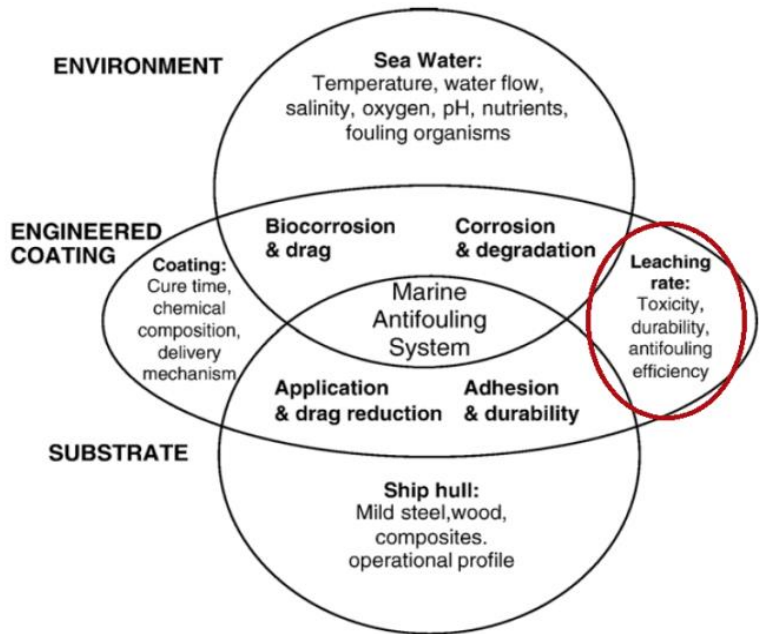 ENVIRONMENT
Sea Water:
Temperature, water flow,
salinity, oxygen, pH, nutrients,
fouling organisms
ENGINEERED
COATING
Biocorrosion
& drag
Corrosion
& degradation
Coating:
Cure time,
chemical
composition,
delivery
mechanism
Marine
Antifouling
System
Leaching
rate:
Toxicity,
durability,
antifouling
efficiency
Application
& drag reduction
Adhesion
& durability
SUBSTRATE
Ship hull:
Mild steel,wood,
composites.
operational profile